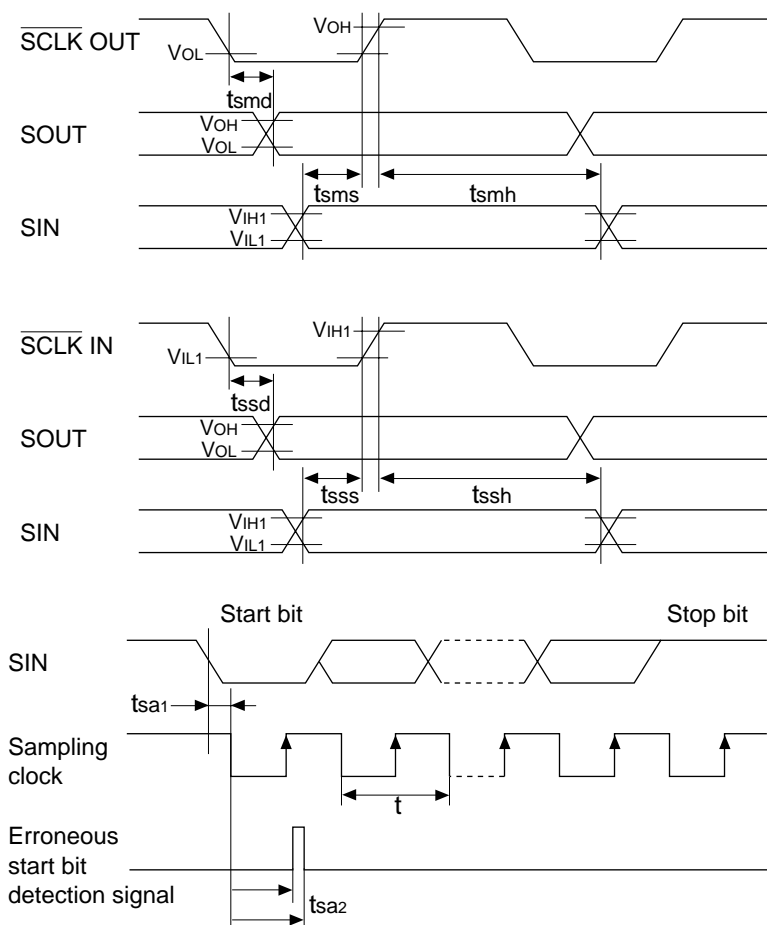 SCLK OUT
VOH
VOL
tsmd
SOUT
VOH
VOL
tsms
tsmh
SIN
VIH1
VIL1
SCLK IN
VIH1
VIL1
tssd
SOUT
VOH
VOL
tsss
tssh
SIN
VIH1
VIL1
Start bit
Stop bit
SIN
tsa1
Sampling
clock
t
Erroneous
start bit
detection signal
tsa2